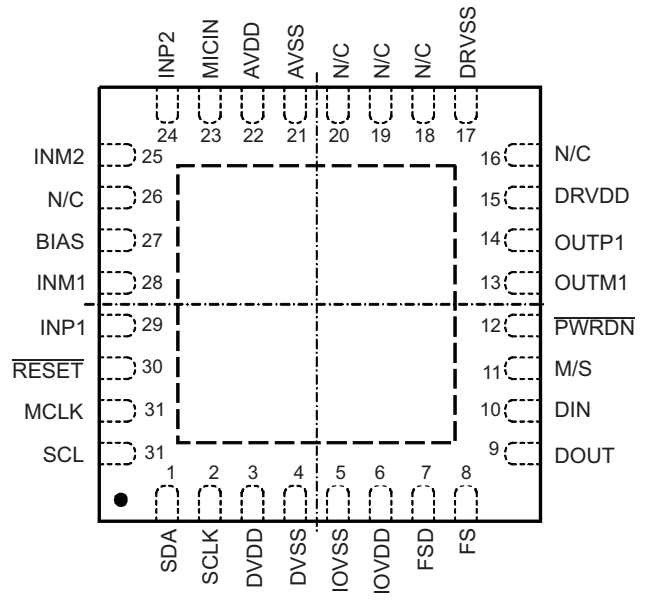 INP2 MICIN AVDD AVSS N/C N/C N/C DRVSS
24 23 22 21 20 19 18 17
INM2 25 16 N/C
N/C 26 15 DRVDD
BIAS 27 14 OUTP1
INM1 28 13 OUTM1
INP1 29 12 PWRDN
RESET 30 11 M/S
MCLK 31 10 DIN
SCL 31 9 DOUT
1 2 3 4 5 6 7 8
SDA SCLK DVDD DVSS IOVSS IOVDD FSD FS